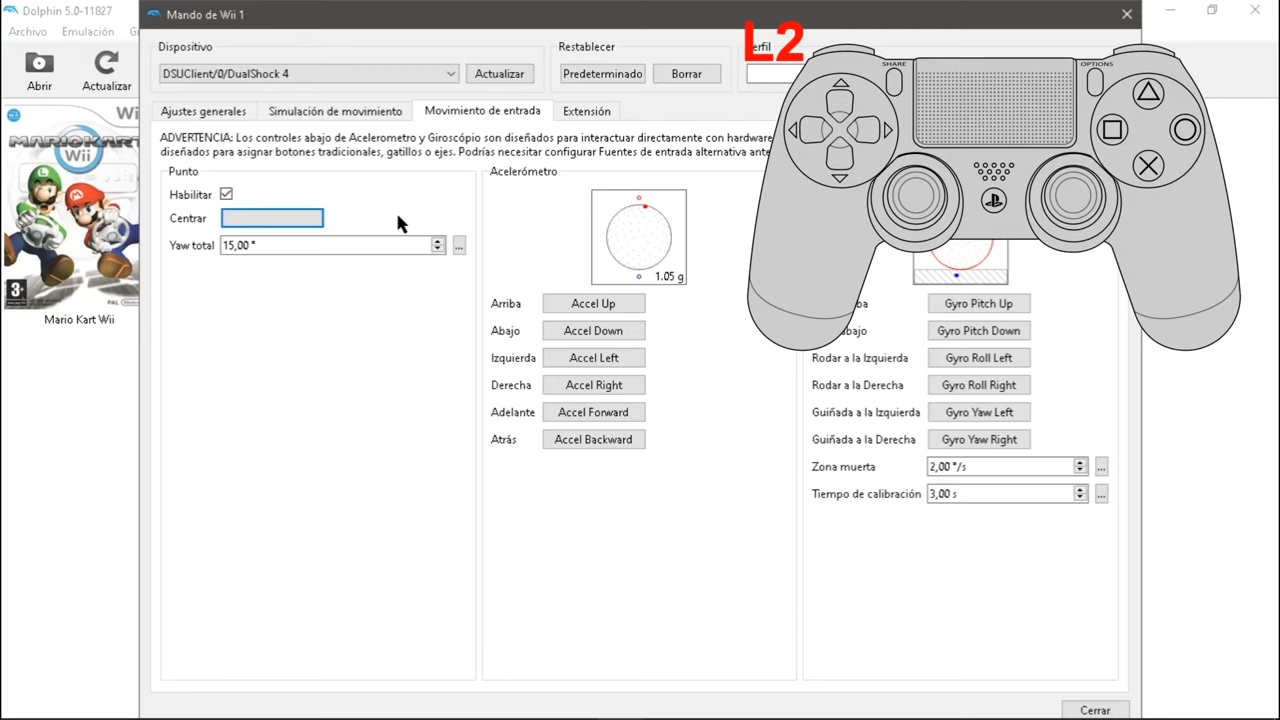 Dolphin 5.0-11827
Archivo Emulación
Abrir Actualizar
Wii
MARIOKART
Wii
3+
PAL
Mario Kart Wii
Mando de Wii 1
L2
Dispositivo
Restablecer
DSUClient/0/DualShock 4
Actualizar
Predeterminado
Borrar
Ajustes generales
Simulación de movimiento
Movimiento de entrada
Extensión
ADVERTENCIA: Los controles abajo de Acelerometro y Giroscópio son diseñados para interactuar directamente con hardware
diseñados para asignar botones tradicionales, gatillos o ejes. Podrías necesitar configurar Fuentes de entrada alternativa
Punto
Habilitar
Centrar
Yaw total 15,00 °
...
Acelerómetro
1.05 g
Arriba Accel Up
Abajo Accel Down
Izquierda Accel Left
Derecha Accel Right
Adelante Accel Forward
Atrás Accel Backward
Gyro Pitch Up
Gyro Pitch Down
Rodar a la Izquierda Gyro Roll Left
Rodar a la Derecha Gyro Roll Right
Guiñada a la Izquierda Gyro Yaw Left
Guiñada a la Derecha Gyro Yaw Right
Zona muerta 2,00 °/s ...
Tiempo de calibración 3,00 s ...
SHARE
OPTIONS
Cerrar